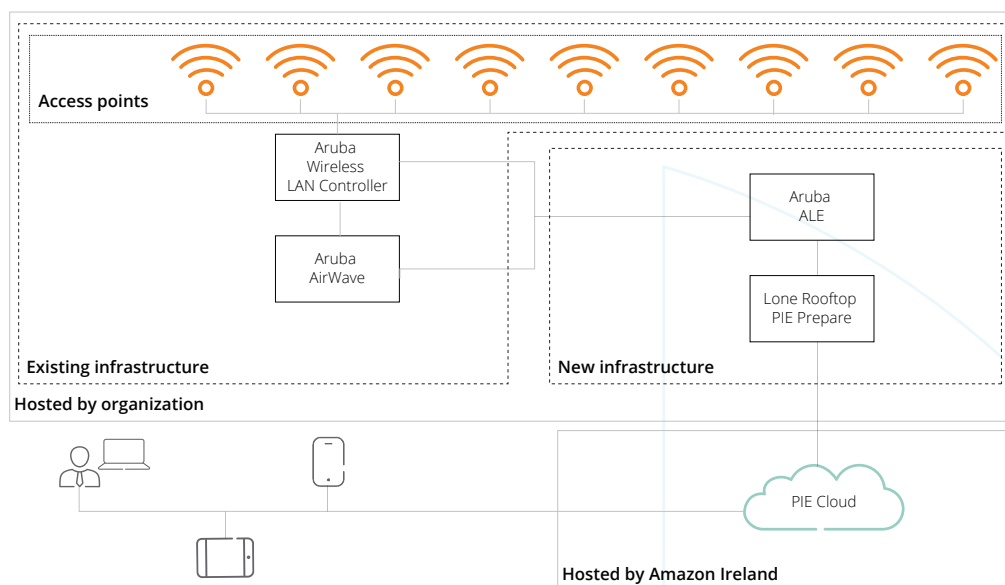 Access points
Aruba
Wireless
LAN Controller
Aruba
ALE
Aruba
AirWave
Lone Rooftop
PIE Prepare
Existing infrastructure
New infrastructure
Hosted by organization
PIE Cloud
Hosted by Amazon Ireland